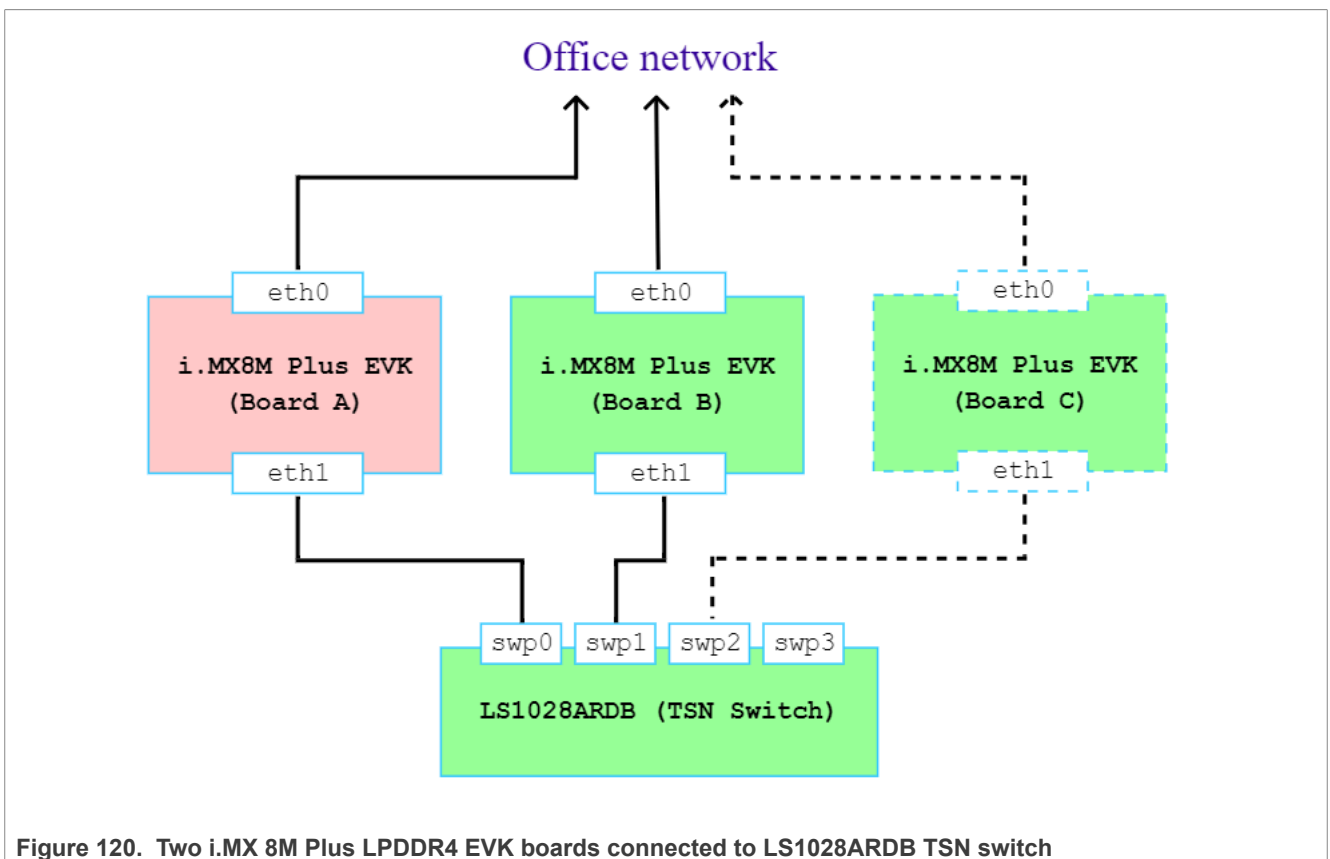 Office network
eth0
eth0
eth0
i.MX8M Plus EVK
(Board A)
i.MX8M Plus EVK
(Board B)
i.MX8M Plus EVK
(Board C)
eth1
eth1
eth1
swp0
swp1
swp2
swp3
LS1028ARDB (TSN Switch)
Figure 120. Two i.MX 8M Plus LPDDR4 EVK boards connected to LS1028ARDB TSN switch